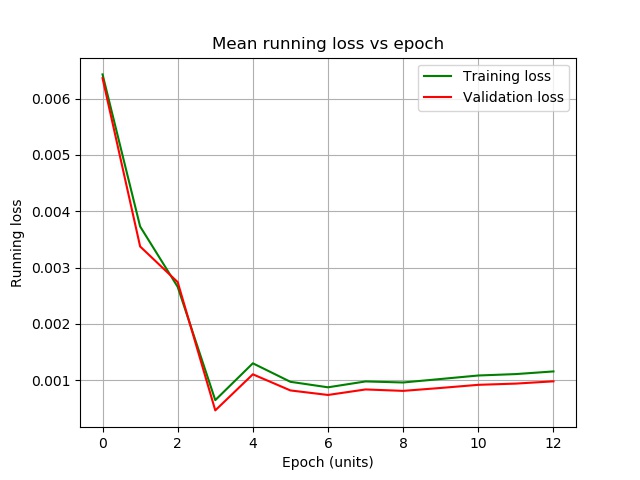 Mean running loss vs epoch
Training loss
Validation loss
0.006
0.005
0.004
0.003
0.002
0.001
Running loss
0 2 4 6 8 10 12
Epoch (units)